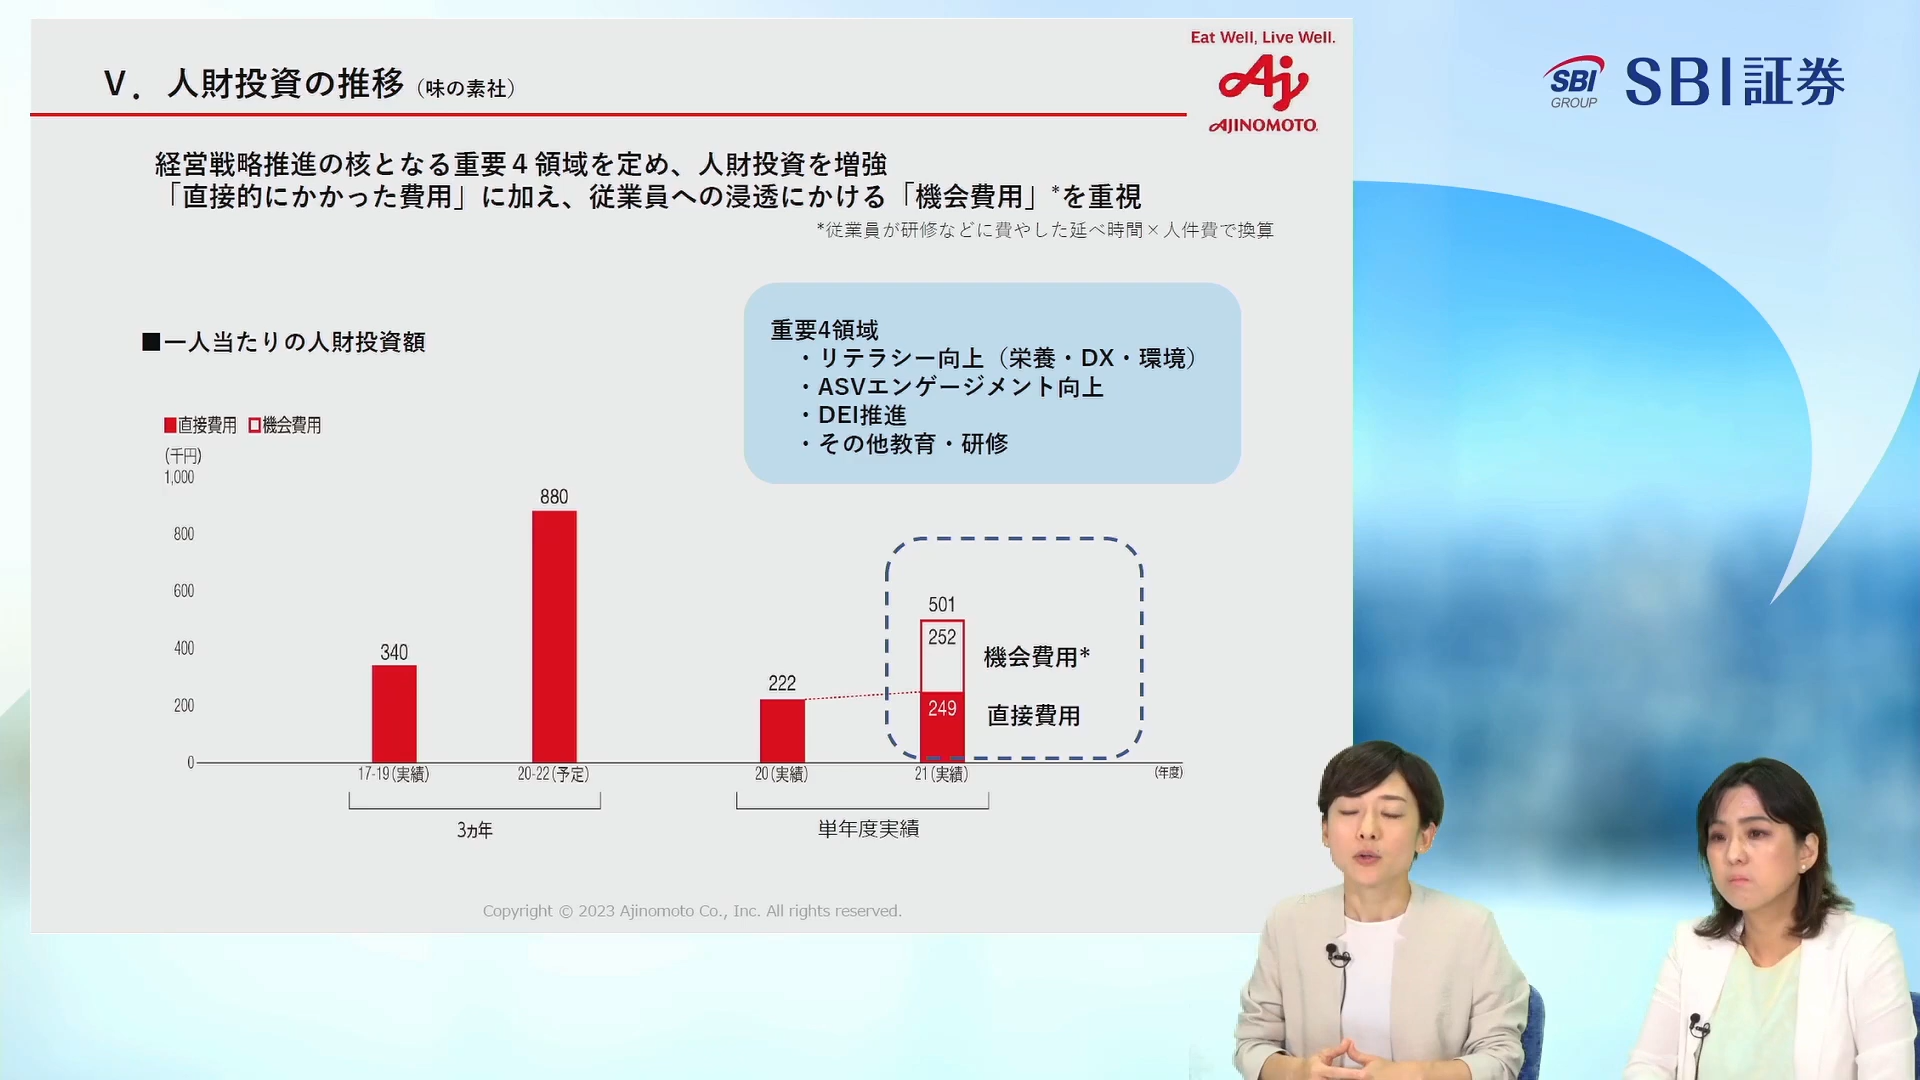 Eat Well, Live Well.
Aj
AJINOMOTO
Ⅴ．人財投資の推移（味の素社）
SBI GROUP
SBI証券
経営戦略推進の核となる重要４領域を定め、人財投資を増強
「直接的にかかった費用」に加え、従業員への浸透にかける「機会費用」*を重視
*従業員が研修などに費やした延べ時間×人件費で換算
重要4領域
・リテラシー向上（栄養・DX・環境）
・ASVエンゲージメント向上
・DEI推進
・その他教育・研修
■一人当たりの人財投資額
■直接費用 □機会費用
(千円)
1,000
800
600
400
200
0
340
880
222
501
252
249
機会費用*
直接費用
17-19(実績)
20-22(予定)
20(実績)
21(実績)
(年度)
3ヵ年
単年度実績
Copyright © 2023 Ajinomoto Co., Inc. All rights reserved.